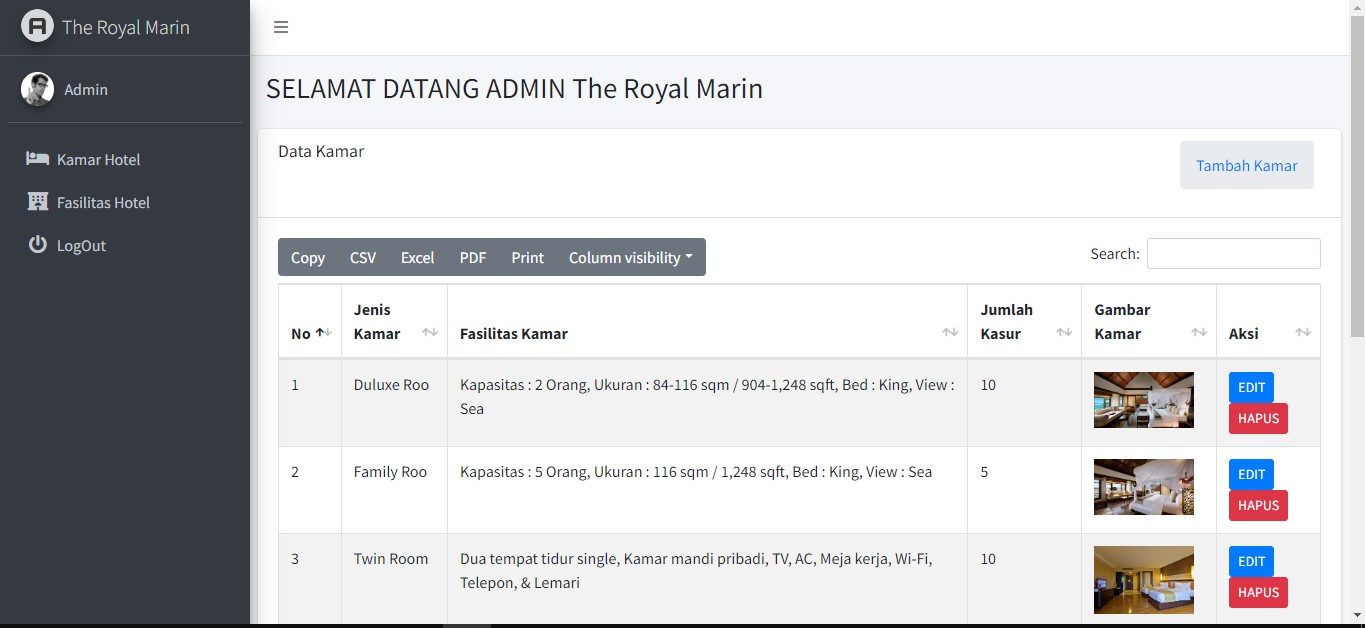 The Royal Marin
Admin
Kamar Hotel
Fasilitas Hotel
LogOut
SELAMAT DATANG ADMIN The Royal Marin
Data Kamar
Tambah Kamar
Copy CSV Excel PDF Print Column visibility
Search:
No Jenis Kamar Fasilitas Kamar Jumlah Kasur Gambar Kamar Aksi
1 Duluxe Roo Kapasitas : 2 Orang, Ukuran : 84-116 sqm / 904-1,248 sqft, Bed : King, View : 10 EDIT
Sea HAPUS
2 Family Roo Kapasitas : 5 Orang, Ukuran : 116 sqm / 1,248 sqft, Bed : King, View : Sea 5 EDIT
HAPUS
3 Twin Room Dua tempat tidur single, Kamar mandi pribadi, TV, AC, Meja kerja, Wi-Fi, 10 EDIT
Telepon, & Lemari HAPUS